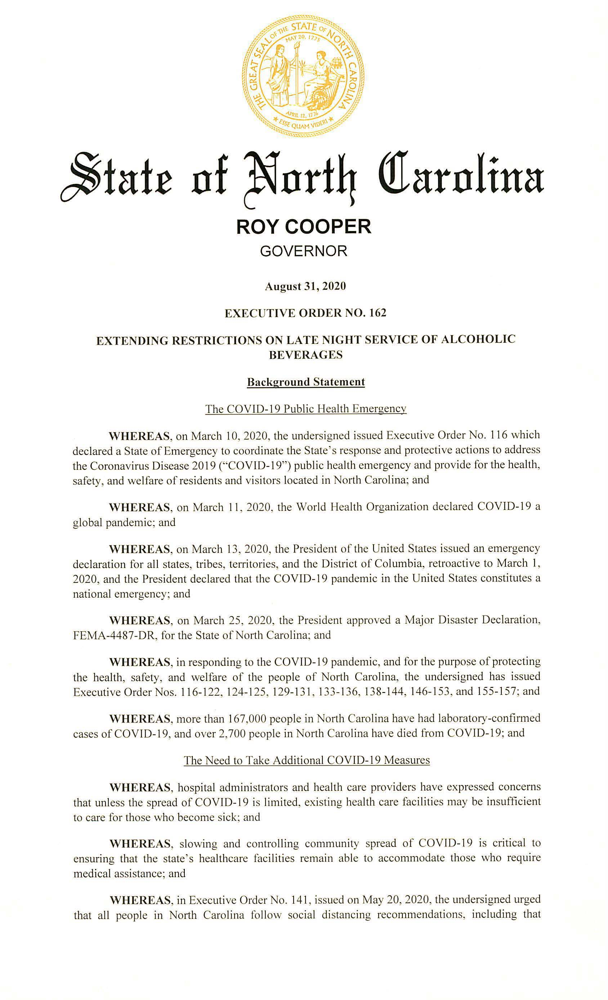 THE GREAT SEAL OF THE STATE OF NORTH CAROLINA
MAY 20, 1775
APRIL 12, 1776
★ ESSE QUAM VIDERI ★
State of North Carolina
ROY COOPER
GOVERNOR
August 31, 2020
EXECUTIVE ORDER NO. 162
EXTENDING RESTRICTIONS ON LATE NIGHT SERVICE OF ALCOHOLIC
BEVERAGES
Background Statement
The COVID-19 Public Health Emergency
WHEREAS, on March 10, 2020, the undersigned issued Executive Order No. 116 which
declared a State of Emergency to coordinate the State's response and protective actions to address
the Coronavirus Disease 2019 (“COVID-19”) public health emergency and provide for the health,
safety, and welfare of residents and visitors located in North Carolina; and
WHEREAS, on March 11, 2020, the World Health Organization declared COVID-19 a
global pandemic; and
WHEREAS, on March 13, 2020, the President of the United States issued an emergency
declaration for all states, tribes, territories, and the District of Columbia, retroactive to March 1,
2020, and the President declared that the COVID-19 pandemic in the United States constitutes a
national emergency; and
WHEREAS, on March 25, 2020, the President approved a Major Disaster Declaration,
FEMA-4487-DR, for the State of North Carolina; and
WHEREAS, in responding to the COVID-19 pandemic, and for the purpose of protecting
the health, safety, and welfare of the people of North Carolina, the undersigned has issued
Executive Order Nos. 116-122, 124-125, 129-131, 133-136, 138-144, 146-153, and 155-157; and
WHEREAS, more than 167,000 people in North Carolina have had laboratory-confirmed
cases of COVID-19, and over 2,700 people in North Carolina have died from COVID-19; and
The Need to Take Additional COVID-19 Measures
WHEREAS, hospital administrators and health care providers have expressed concerns
that unless the spread of COVID-19 is limited, existing health care facilities may be insufficient
to care for those who become sick; and
WHEREAS, slowing and controlling community spread of COVID-19 is critical to
ensuring that the state's healthcare facilities remain able to accommodate those who require
medical assistance; and
WHEREAS, in Executive Order No. 141, issued on May 20, 2020, the undersigned urged
that all people in North Carolina follow social distancing recommendations, including that